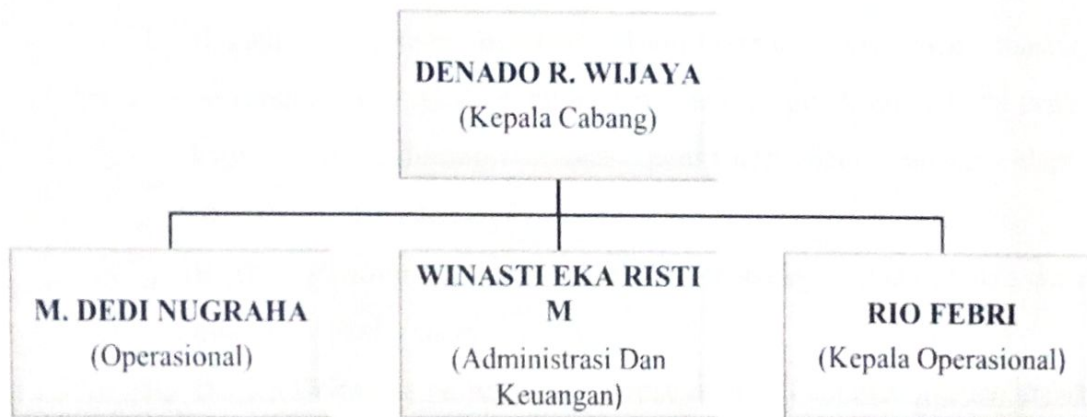 DENADO R. WIJAYA
(Kepala Cabang)
M. DEDI NUGRAHA
(Operasional)
WINASTI EKA RISTI
M
(Administrasi Dan
Keuangan)
RIO FEBRI
(Kepala Operasional)